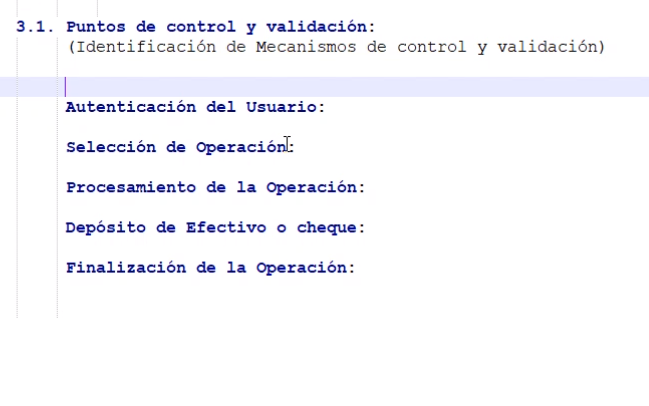 3.1. Puntos de control y validación:
(Identificación de Mecanismos de control y validación)
Autenticación del Usuario:
Selección de Operación:
Procesamiento de la Operación:
Depósito de Efectivo o cheque:
Finalización de la Operación: